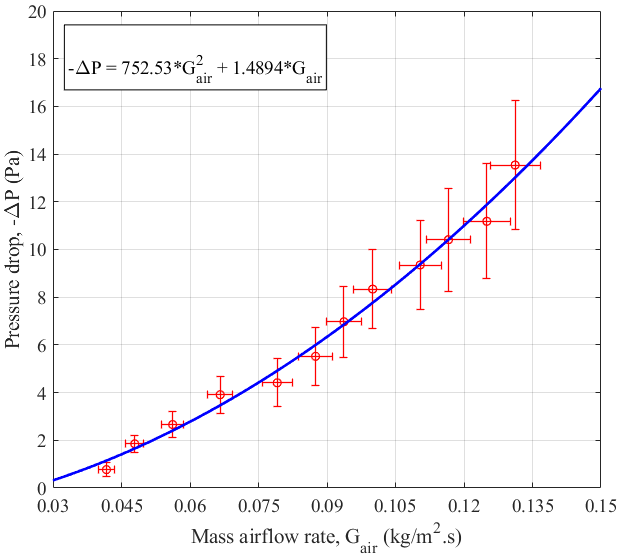 20
18
16
14
12
10
8
6
4
2
0
-ΔP = 752.53*G²air + 1.4894*Gair
Pressure drop, -ΔP (Pa)
0.03 0.045 0.06 0.075 0.09 0.105 0.12 0.135 0.15
Mass airflow rate, Gair (kg/m².s)